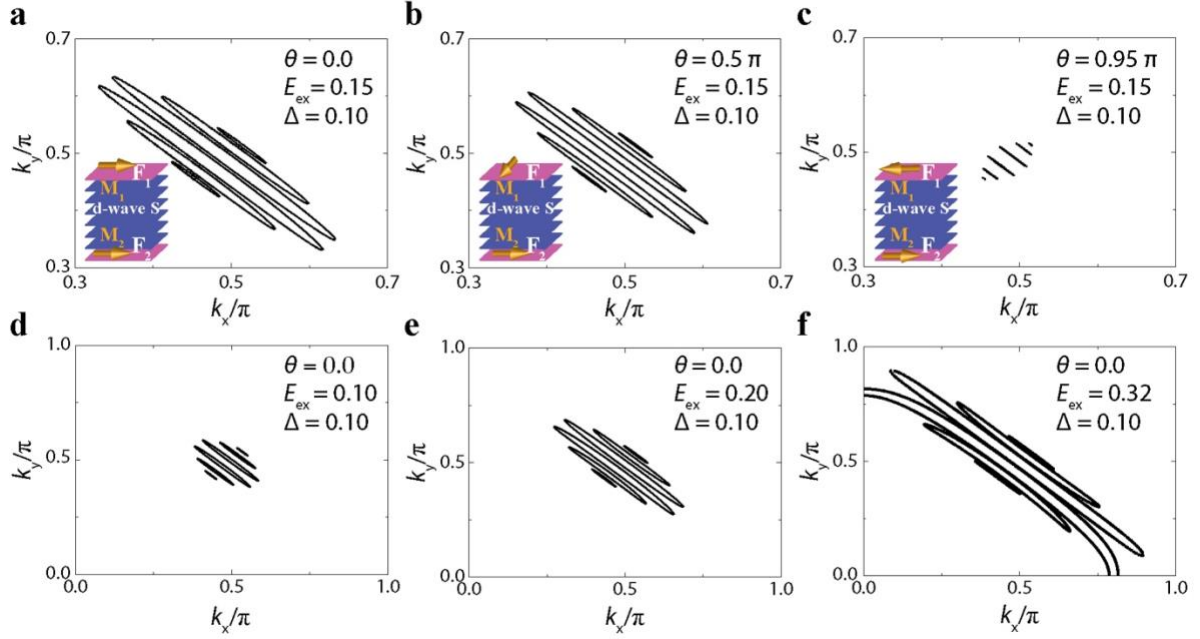 a
0.7
0.5
0.3
k_y/π
θ = 0.0
E_ex = 0.15
Δ = 0.10
F_1
M_1
d-wave S
M_2
F_2
0.3
0.5
0.7
k_x/π
b
0.7
0.5
0.3
k_y/π
θ = 0.5 π
E_ex = 0.15
Δ = 0.10
F_1
M_1
d-wave S
M_2
F_2
0.3
0.5
0.7
k_x/π
c
0.7
0.5
0.3
k_y/π
θ = 0.95 π
E_ex = 0.15
Δ = 0.10
F_1
M_1
d-wave S
M_2
F_2
0.3
0.5
0.7
k_x/π
d
1.0
0.5
0.0
k_y/π
θ = 0.0
E_ex = 0.10
Δ = 0.10
0.0
0.5
1.0
k_x/π
e
1.0
0.5
0.0
k_y/π
θ = 0.0
E_ex = 0.20
Δ = 0.10
0.0
0.5
1.0
k_x/π
f
1.0
0.5
0.0
k_y/π
θ = 0.0
E_ex = 0.32
Δ = 0.10
0.0
0.5
1.0
k_x/π